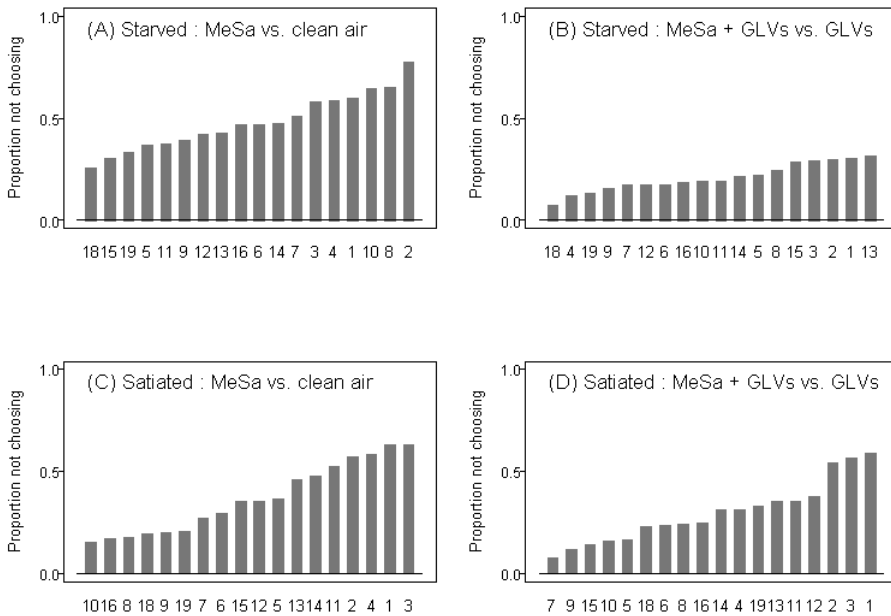 (A) Starved : MeSa vs. clean air
Proportion not choosing
1.0
0.5
0.0
18 15 19 5 11 9 12 13 16 6 14 7 3 4 1 10 8 2
(B) Starved : MeSa + GLVs vs. GLVs
Proportion not choosing
1.0
0.5
0.0
18 4 19 9 7 12 6 16 10 11 14 5 8 15 3 2 1 13
(C) Satiated : MeSa vs. clean air
Proportion not choosing
1.0
0.5
0.0
10 16 8 18 9 19 7 6 15 12 5 13 14 11 2 4 1 3
(D) Satiated : MeSa + GLVs vs. GLVs
Proportion not choosing
1.0
0.5
0.0
7 9 15 10 5 18 6 8 16 14 4 19 13 11 12 2 3 1